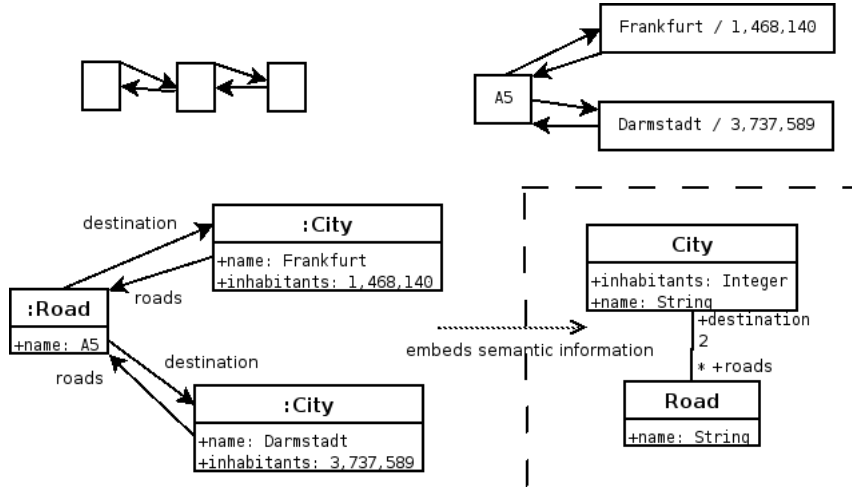 Frankfurt / 1,468,140
A5
Darmstadt / 3,737,589
destination
:City
+name: Frankfurt
+inhabitants: 1,468,140
roads
:Road
+name: A5
destination
roads
:City
+name: Darmstadt
+inhabitants: 3,737,589
embeds semantic information
City
+inhabitants: Integer
+name: String
+destination
2
* +roads
Road
+name: String